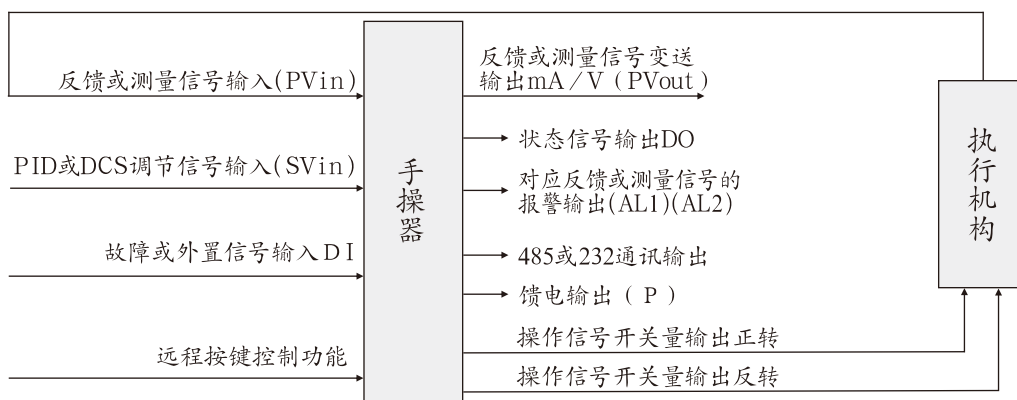 反馈或测量信号输入(PVin)
PID或DCS调节信号输入(SVin)
故障或外置信号输入DI
远程按键控制功能
手操器
反馈或测量信号变送
输出mA/V(PVout)
状态信号输出DO
对应反馈或测量信号的
报警输出(AL1)(AL2)
485或232通讯输出
馈电输出(P)
操作信号开关量输出正转
操作信号开关量输出反转
执行机构